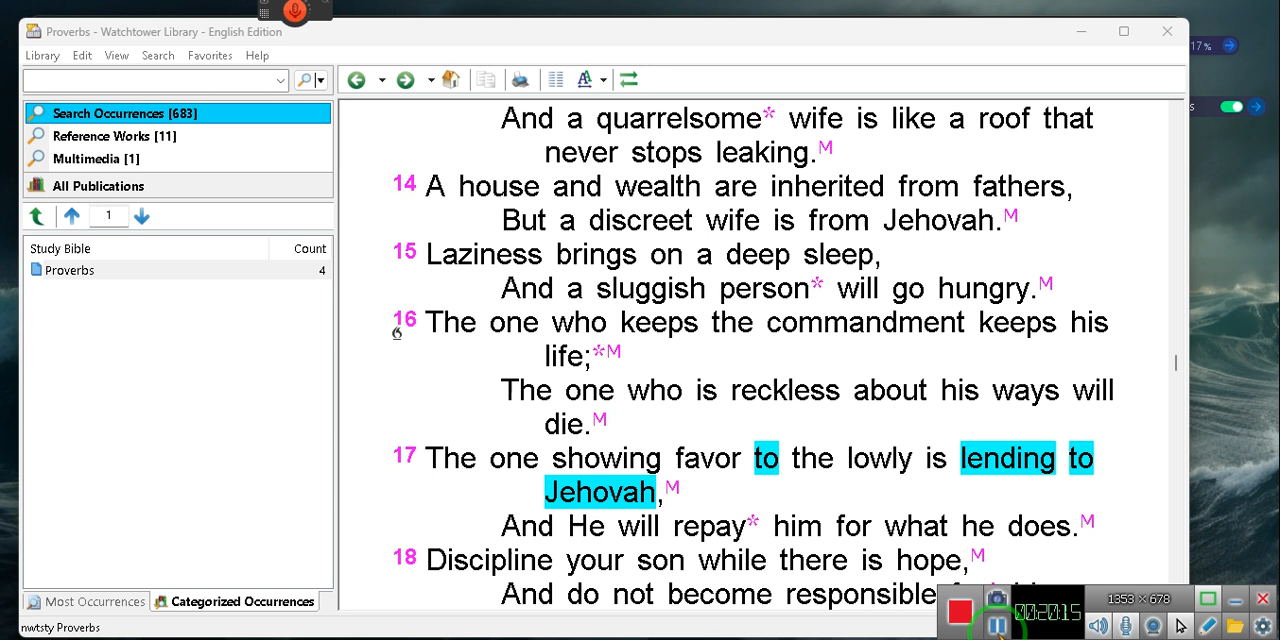 Proverbs - Watchtower Library - English Edition
Library Edit View Search Favorites Help
17%
s
Search Occurrences [683]
Reference Works [11]
Multimedia [1]
All Publications
1
Study Bible Count
Proverbs 4
Most Occurrences Categorized Occurrences
nwtsty Proverbs
And a quarrelsome* wife is like a roof that
never stops leaking.M
14 A house and wealth are inherited from fathers,
But a discreet wife is from Jehovah.M
15 Laziness brings on a deep sleep,
And a sluggish person* will go hungry.M
16 The one who keeps the commandment keeps his
life;*M
The one who is reckless about his ways will
die.M
17 The one showing favor to the lowly is lending to
Jehovah,M
And He will repay* him for what he does.M
18 Discipline your son while there is hope,M
And do not become responsible
00:20:15
1353 × 678